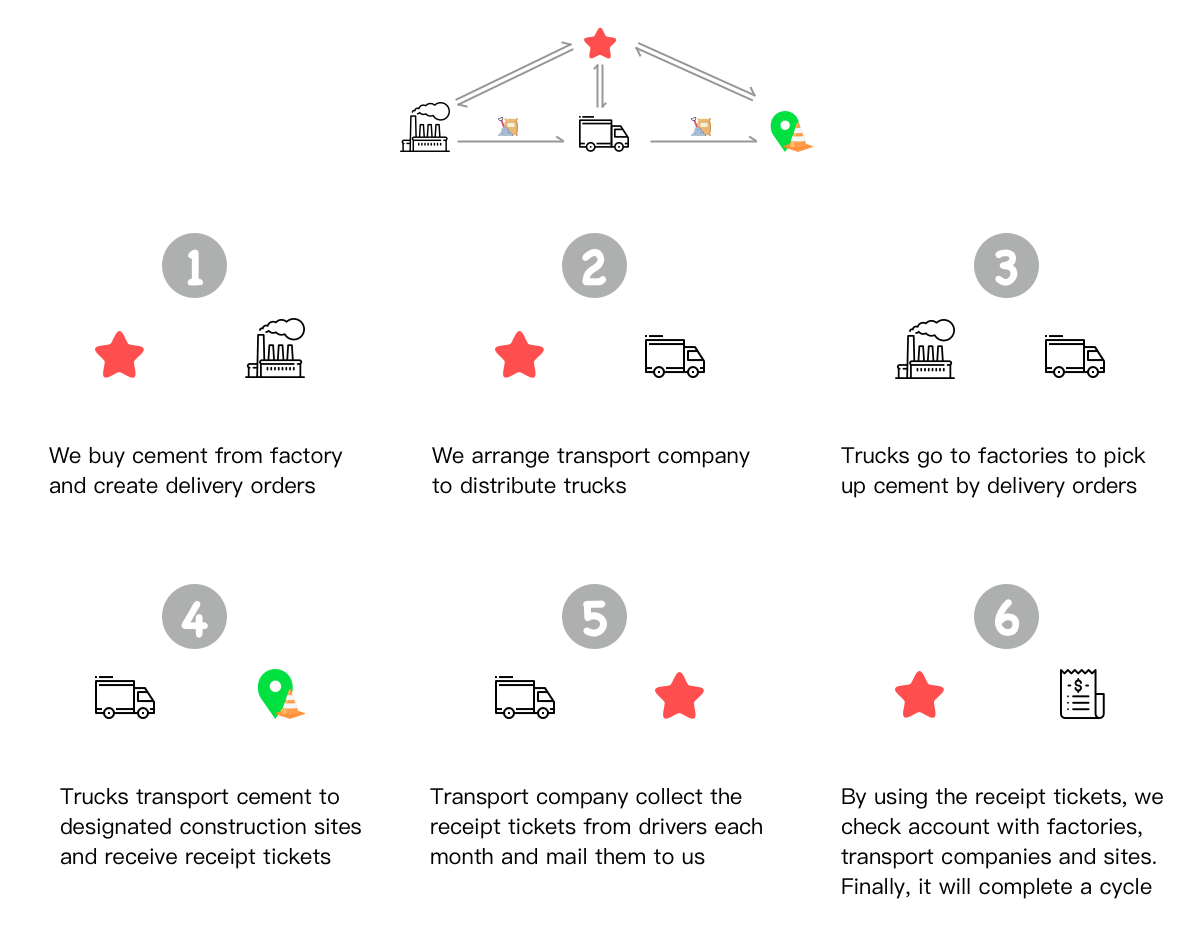 1
2
3
We buy cement from factory
and create delivery orders
We arrange transport company
to distribute trucks
Trucks go to factories to pick
up cement by delivery orders
4
5
6
$
Trucks transport cement to
designated construction sites
and receive receipt tickets
Transport company collect the
receipt tickets from drivers each
month and mail them to us
By using the receipt tickets, we
check account with factories,
transport companies and sites.
Finally, it will complete a cycle